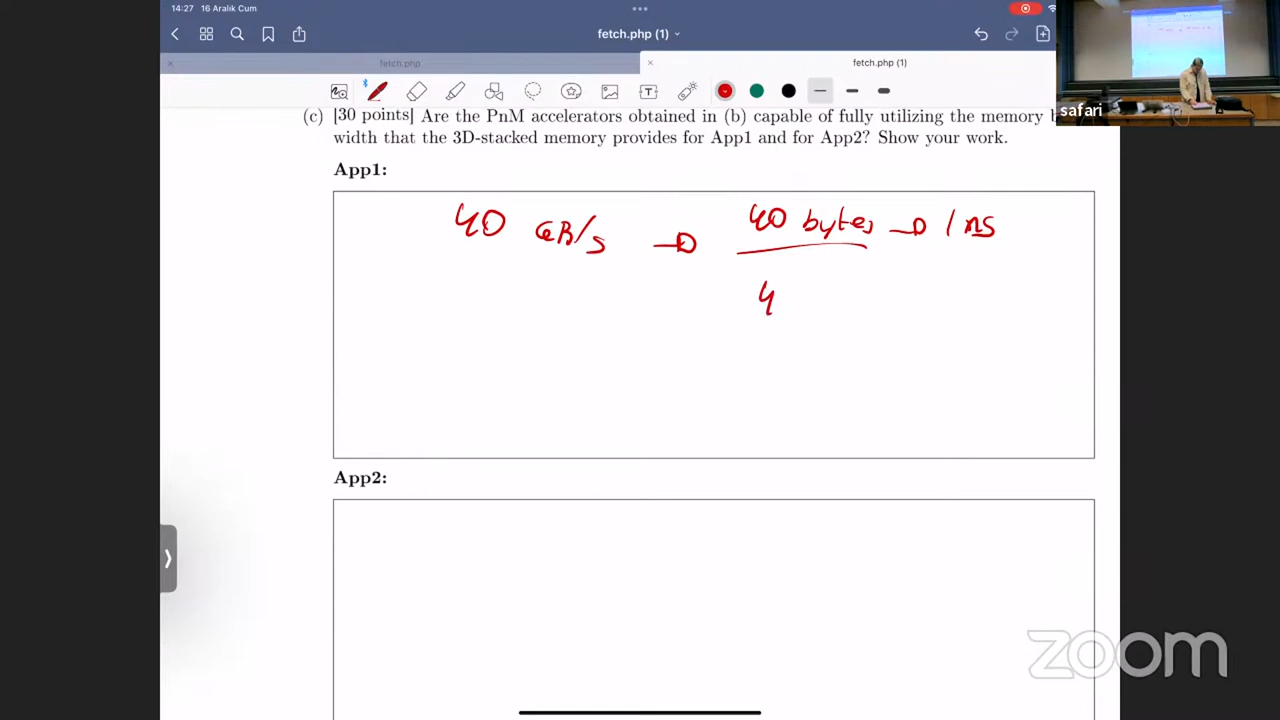 14:27 16 Aralık Cum
fetch.php (1)
fetch.php
fetch.php (1)
safari
(c) [30 points] Are the PnM accelerators obtained in (b) capable of fully utilizing the memory b
width that the 3D-stacked memory provides for App1 and for App2? Show your work.
App1:
40 GB/s → 40 bytes → 1 ns
4
App2:
zoom